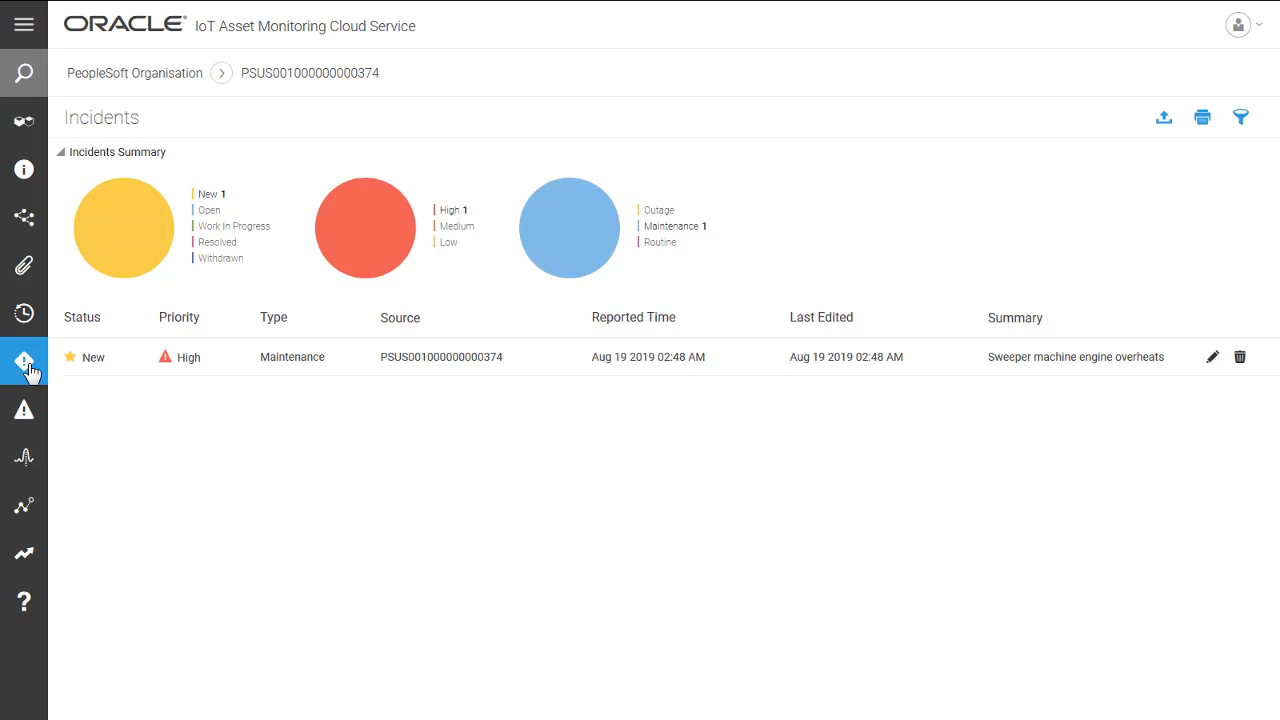 ORACLE® IoT Asset Monitoring Cloud Service
PeopleSoft Organisation PSUS001000000000374
Incidents
Incidents Summary
New 1
Open
Work In Progress
Resolved
Withdrawn
High 1
Medium
Low
Outage
Maintenance 1
Routine
Status Priority Type Source Reported Time Last Edited Summary
New High Maintenance PSUS001000000000374 Aug 19 2019 02:48 AM Aug 19 2019 02:48 AM Sweeper machine engine overheats
?